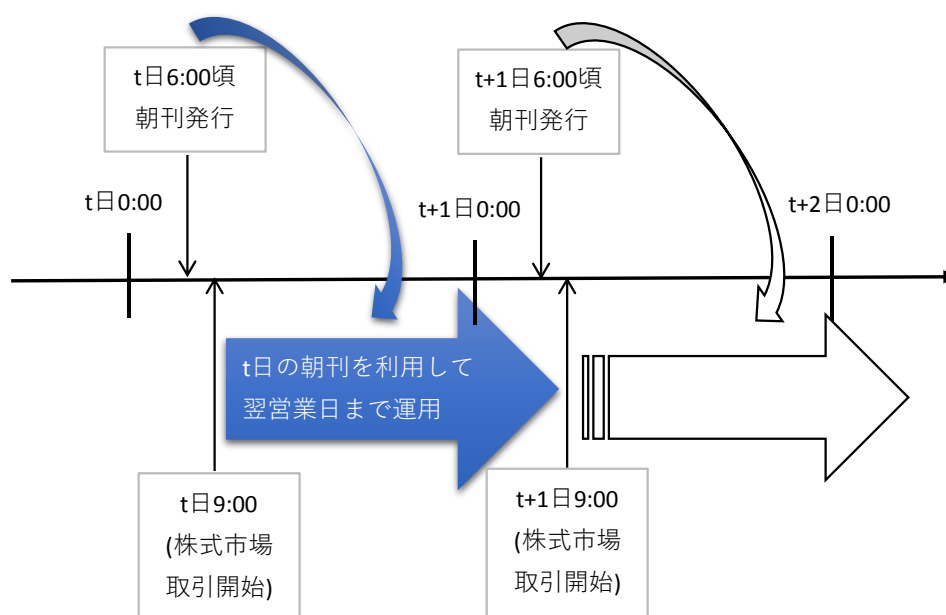 t日6:00頃
朝刊発行
t+1日6:00頃
朝刊発行
t日0:00
t+1日0:00
t+2日0:00
t日の朝刊を利用して
翌営業日まで運用
t日9:00
(株式市場
取引開始)
t+1日9:00
(株式市場
取引開始)